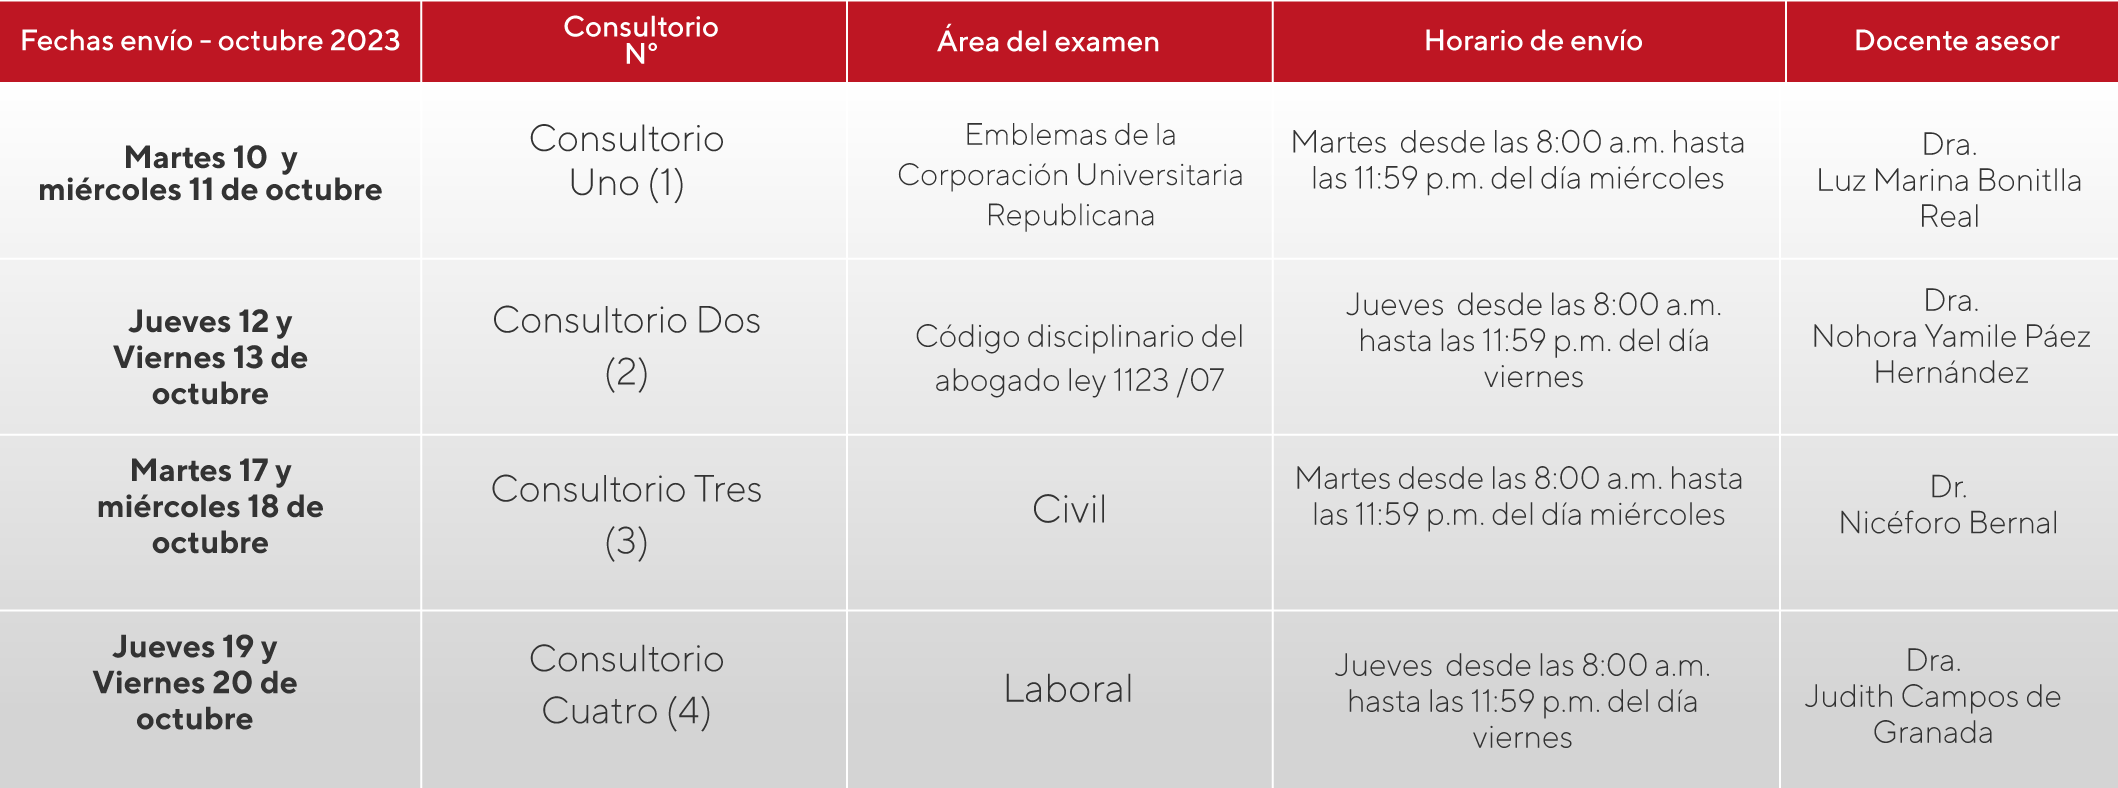 Fechas envío - octubre 2023
Consultorio
N°
Área del examen
Horario de envío
Docente asesor
Martes 10 y
miércoles 11 de octubre
Consultorio
Uno (1)
Emblemas de la
Corporación Universitaria
Republicana
Martes desde las 8:00 a.m. hasta
las 11:59 p.m. del día miércoles
Dra.
Luz Marina Bonitlla
Real
Jueves 12 y
Viernes 13 de
octubre
Consultorio Dos
(2)
Código disciplinario del
abogado ley 1123 /07
Jueves desde las 8:00 a.m.
hasta las 11:59 p.m. del día
viernes
Dra.
Nohora Yamile Páez
Hernández
Martes 17 y
miércoles 18 de
octubre
Consultorio Tres
(3)
Civil
Martes desde las 8:00 a.m. hasta
las 11:59 p.m. del día miércoles
Dr.
Nicéforo Bernal
Jueves 19 y
Viernes 20 de
octubre
Consultorio
Cuatro (4)
Laboral
Jueves desde las 8:00 a.m.
hasta las 11:59 p.m. del día
viernes
Dra.
Judith Campos de
Granada